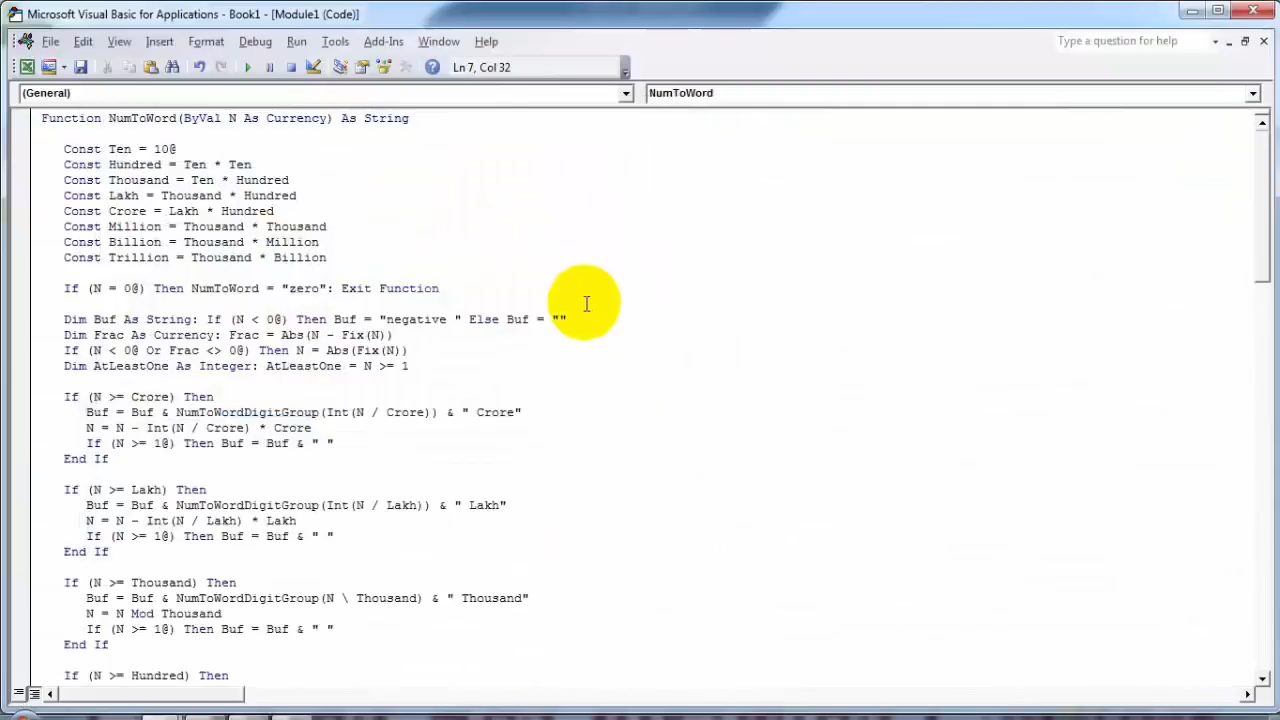 Microsoft Visual Basic for Applications - Book1 - [Module1 (Code)]
File Edit View Insert Format Debug Run Tools Add-Ins Window Help
Type a question for help
Ln 7, Col 32
(General) NumToWord
Function NumToWord(ByVal N As Currency) As String
Const Ten = 10@
Const Hundred = Ten * Ten
Const Thousand = Ten * Hundred
Const Lakh = Thousand * Hundred
Const Crore = Lakh * Hundred
Const Million = Thousand * Thousand
Const Billion = Thousand * Million
Const Trillion = Thousand * Billion
If (N = 0@) Then NumToWord = "zero": Exit Function
Dim Buf As String: If (N < 0@) Then Buf = "negative " Else Buf = ""
Dim Frac As Currency: Frac = Abs(N - Fix(N))
If (N < 0@ Or Frac <> 0@) Then N = Abs(Fix(N))
Dim AtLeastOne As Integer: AtLeastOne = N >= 1
If (N >= Crore) Then
Buf = Buf & NumToWordDigitGroup(Int(N / Crore)) & " Crore"
N = N - Int(N / Crore) * Crore
If (N >= 1@) Then Buf = Buf & " "
End If
If (N >= Lakh) Then
Buf = Buf & NumToWordDigitGroup(Int(N / Lakh)) & " Lakh"
N = N - Int(N / Lakh) * Lakh
If (N >= 1@) Then Buf = Buf & " "
End If
If (N >= Thousand) Then
Buf = Buf & NumToWordDigitGroup(N \ Thousand) & " Thousand"
N = N Mod Thousand
If (N >= 1@) Then Buf = Buf & " "
End If
If (N >= Hundred) Then